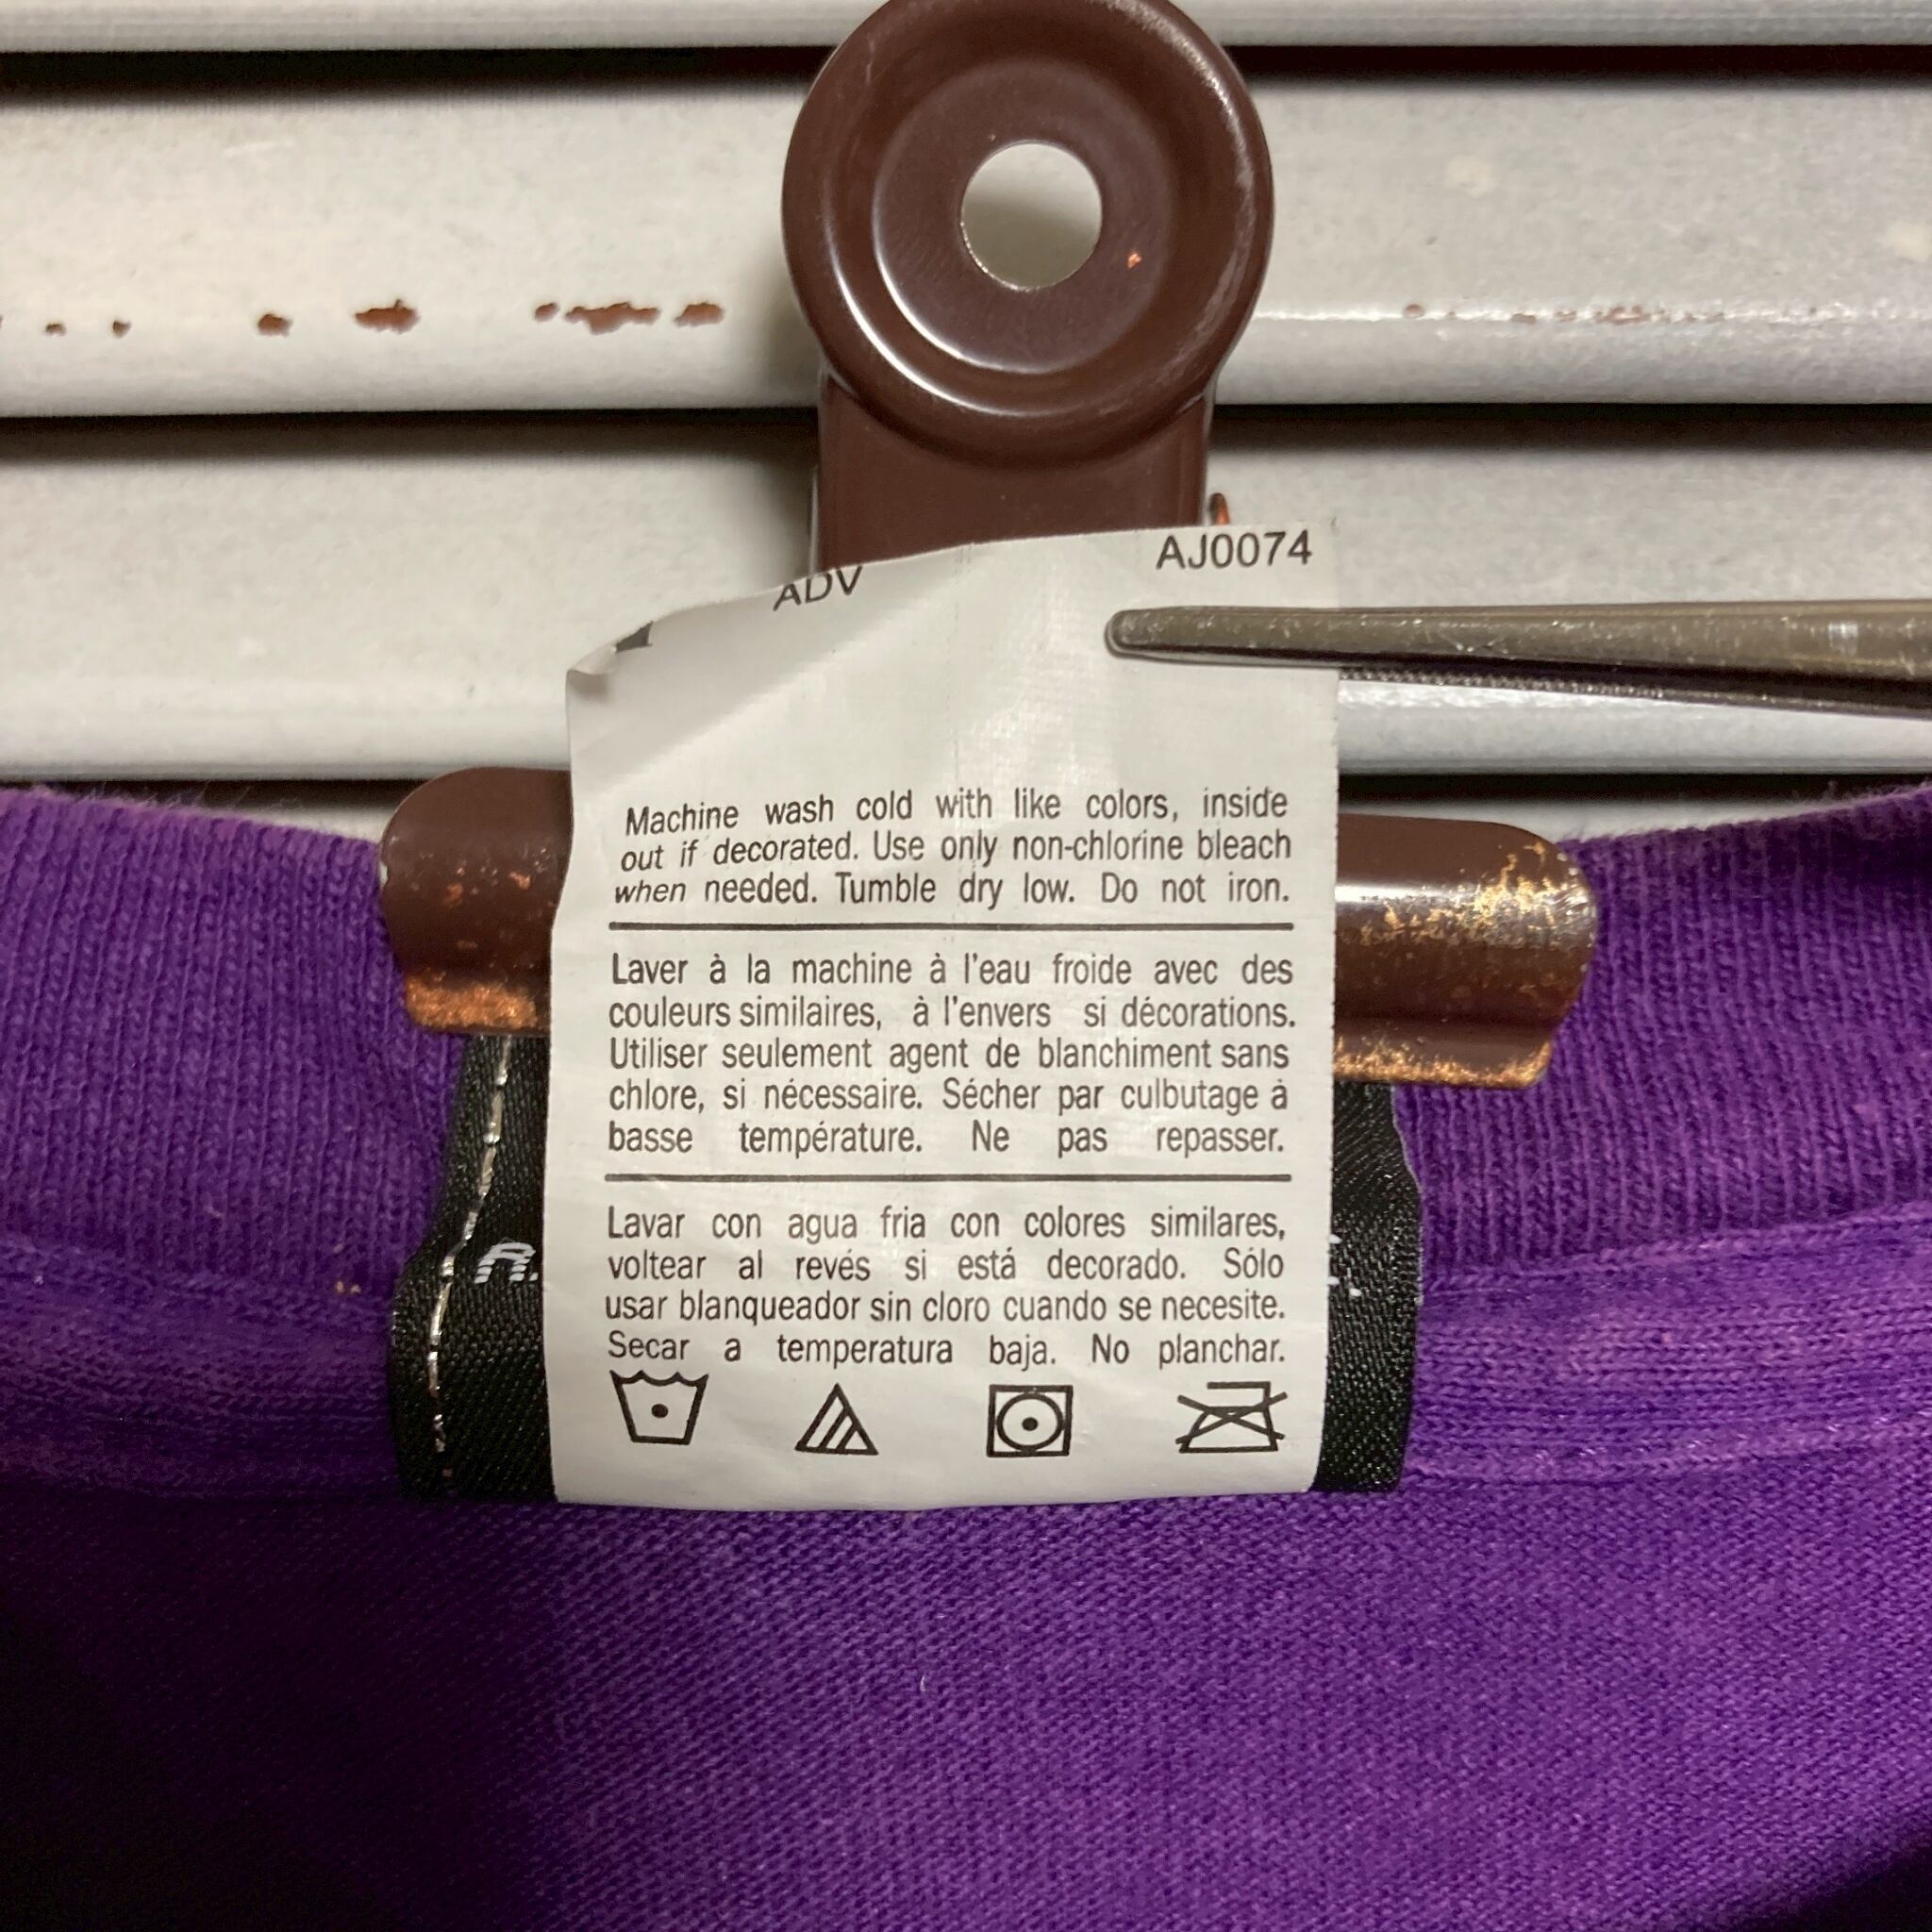 ADV AJ0074
Machine wash cold with like colors, inside
out if decorated. Use only non-chlorine bleach
when needed. Tumble dry low. Do not iron.
Laver à la machine à l'eau froide avec des
couleurs similaires, à l'envers si décorations.
Utiliser seulement agent de blanchiment sans
chlore, si nécessaire. Sécher par culbutage à
basse température. Ne pas repasser.
Lavar con agua fria con colores similares,
voltear al revés si está decorado. Sólo
usar blanqueador sin cloro cuando se necesite.
Secar a temperatura baja. No planchar.
R.